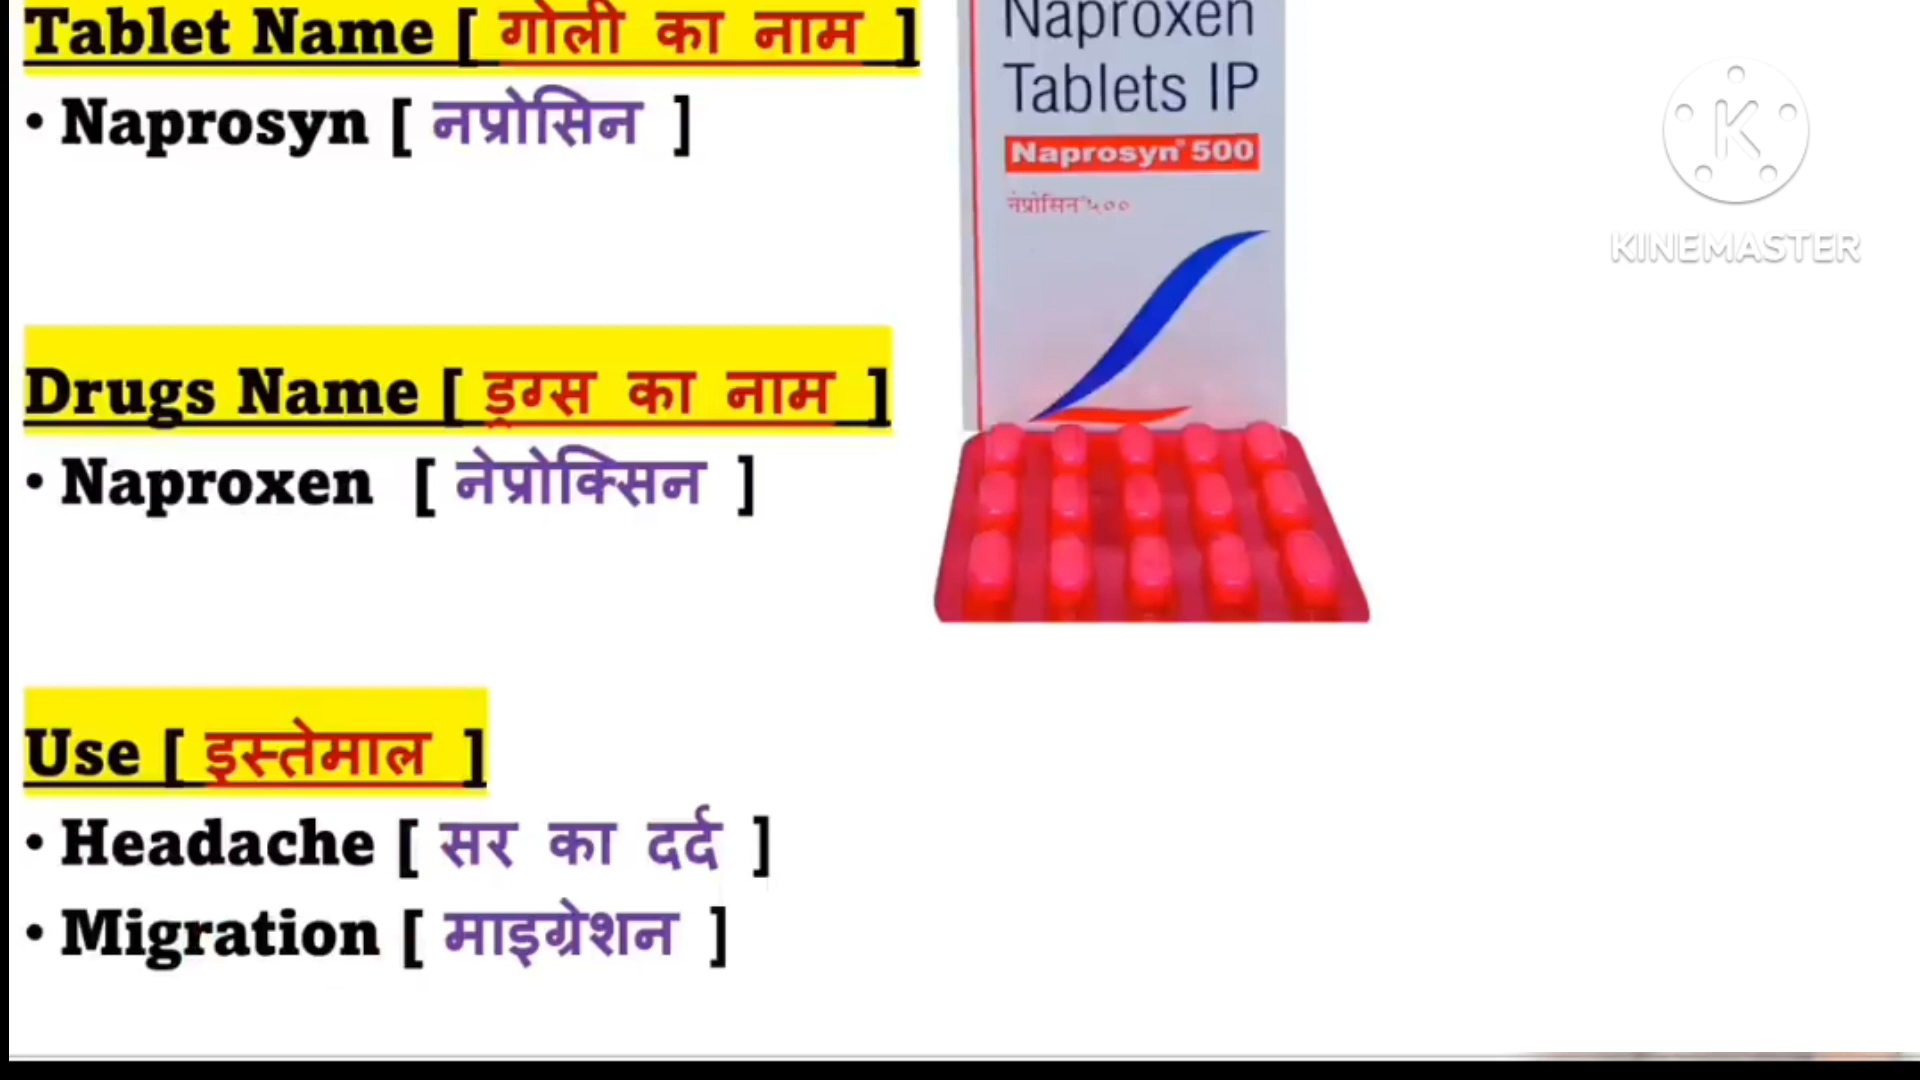 Tablet Name [ गोली का नाम ]
• Naprosyn [ नप्रोसिन ]
Drugs Name [ ड्रग्स का नाम ]
• Naproxen [ नेप्रोक्सिन ]
Use [ इस्तेमाल ]
• Headache [ सर का दर्द ]
• Migration [ माइग्रेशन ]
Naproxen
Tablets IP
Naprosyn® 500
नेप्रोसिन ५००
KINEMASTER